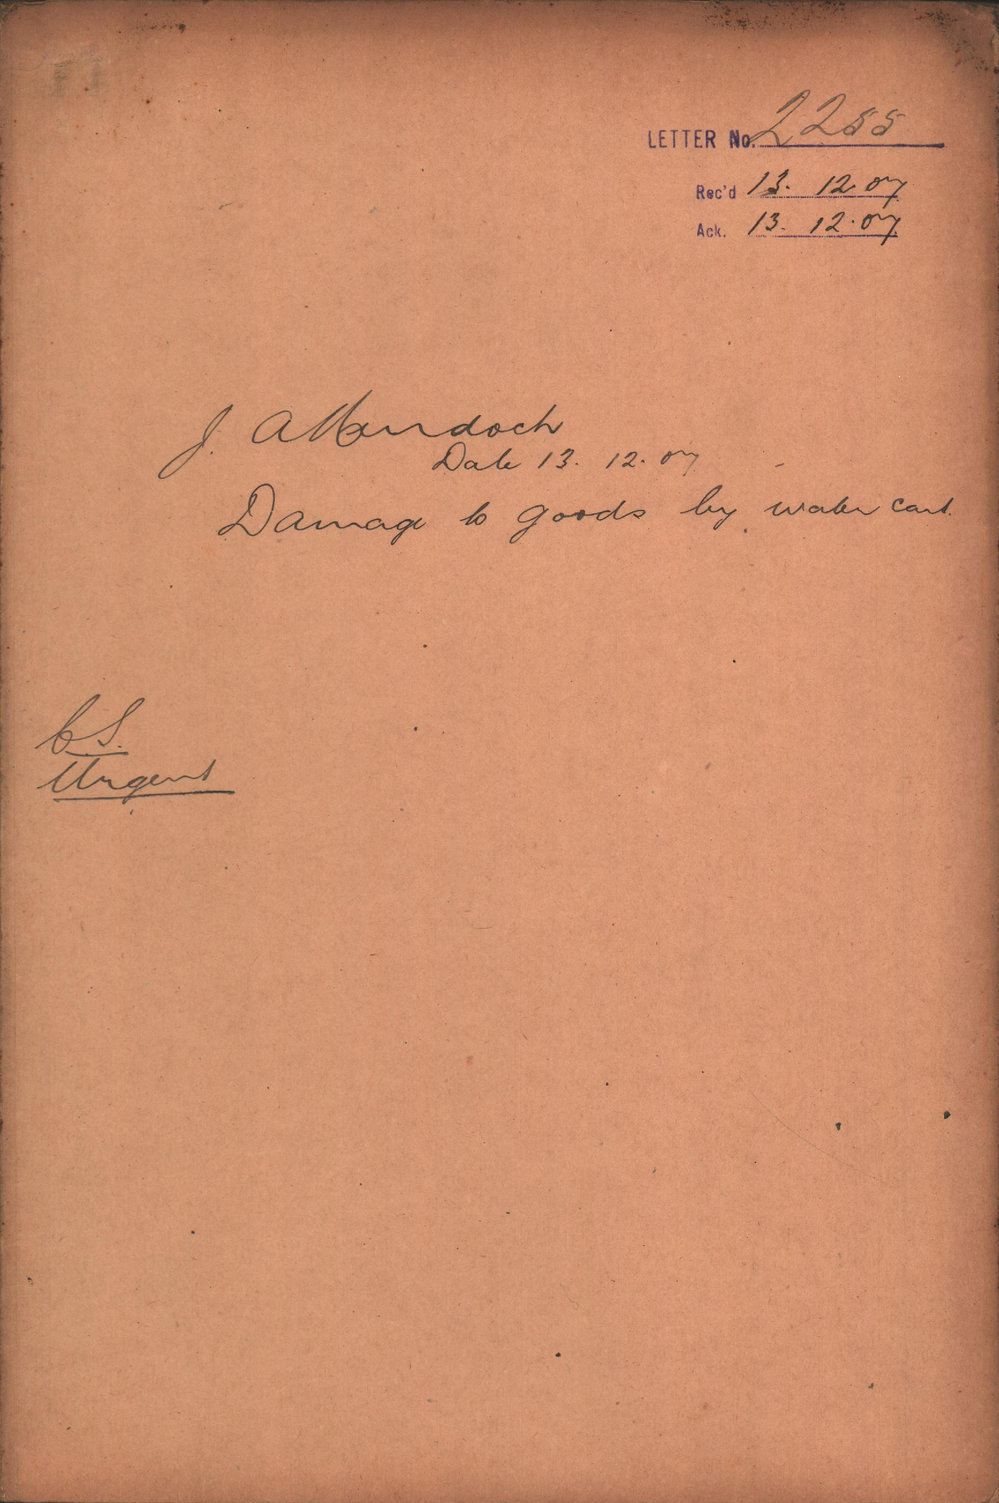 LETTER No. 2255
Rec'd 13. 12. 07
Ack. 13. 12. 07
J. A Murdoch
Date 13. 12. 07
Damage to goods by water cart.
C.S.
Urgent